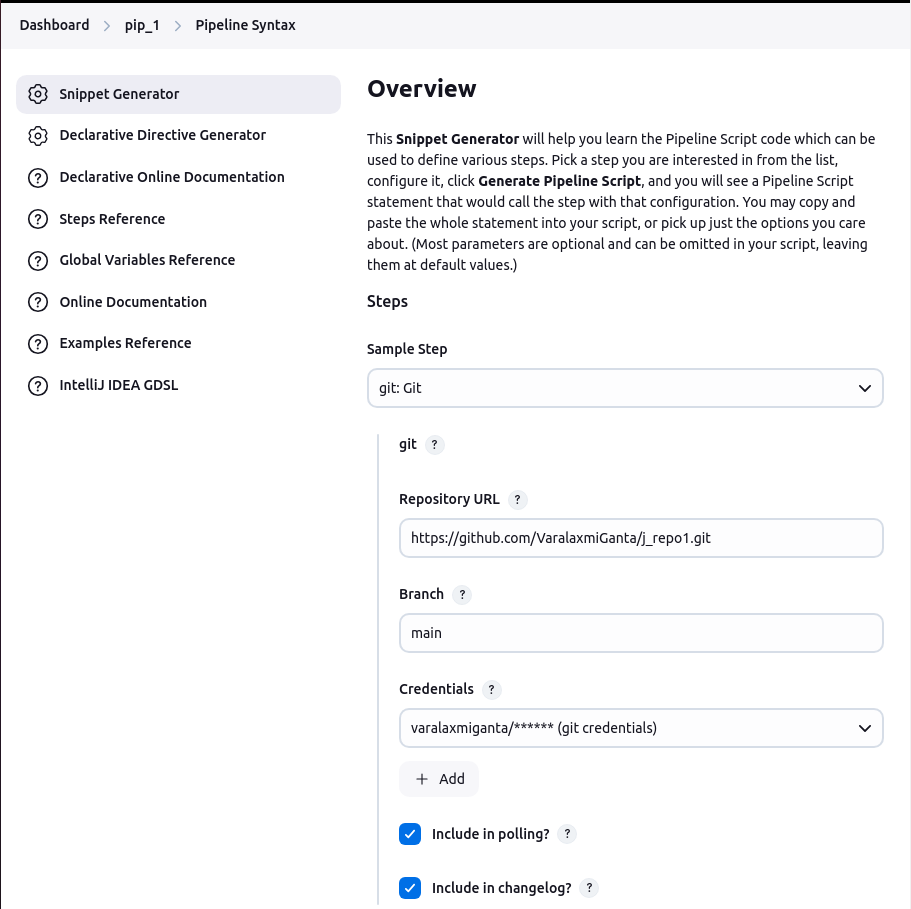 Dashboard > pip_1 > Pipeline Syntax
Snippet Generator
Declarative Directive Generator
Declarative Online Documentation
Steps Reference
Global Variables Reference
Online Documentation
Examples Reference
IntelliJ IDEA GDSL
Overview
This Snippet Generator will help you learn the Pipeline Script code which can be
used to define various steps. Pick a step you are interested in from the list,
configure it, click Generate Pipeline Script, and you will see a Pipeline Script
statement that would call the step with that configuration. You may copy and
paste the whole statement into your script, or pick up just the options you care
about. (Most parameters are optional and can be omitted in your script, leaving
them at default values.)
Steps
Sample Step
git: Git
git ?
Repository URL ?
https://github.com/VaralaxmiGanta/j_repo1.git
Branch ?
main
Credentials ?
varalaxmiganta/****** (git credentials)
+ Add
Include in polling? ?
Include in changelog? ?